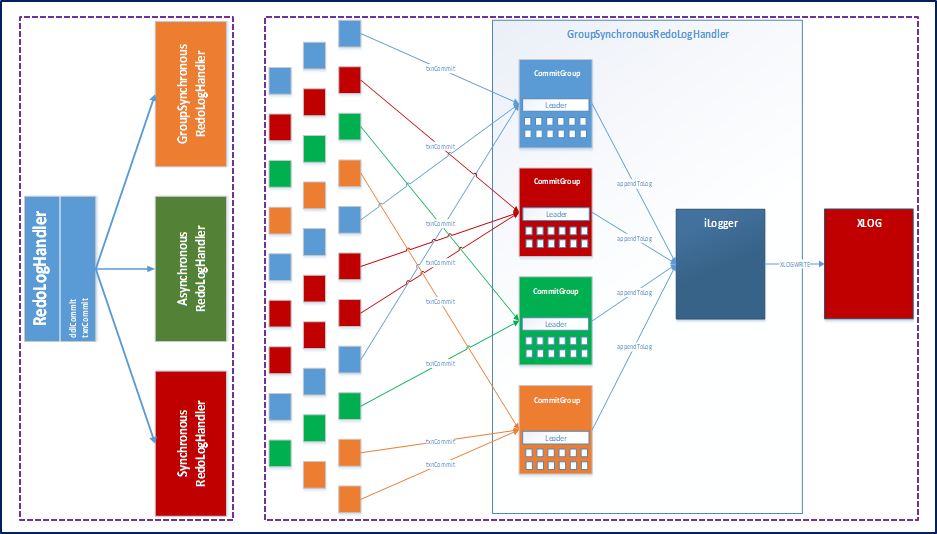 RedoLogHandler
ddlCommit
txnCommit
GroupSynchronous
RedoLogHandler
Asynchronous
RedoLogHandler
Synchronous
RedoLogHandler
GroupSynchronousRedoLogHandler
txnCommit
txnCommit
txnCommit
txnCommit
txnCommit
txnCommit
txnCommit
txnCommit
CommitGroup
Leader
CommitGroup
Leader
CommitGroup
Leader
CommitGroup
Leader
appendToLog
appendToLog
appendToLog
appendToLog
iLogger
XLOGWRITE
XLOG